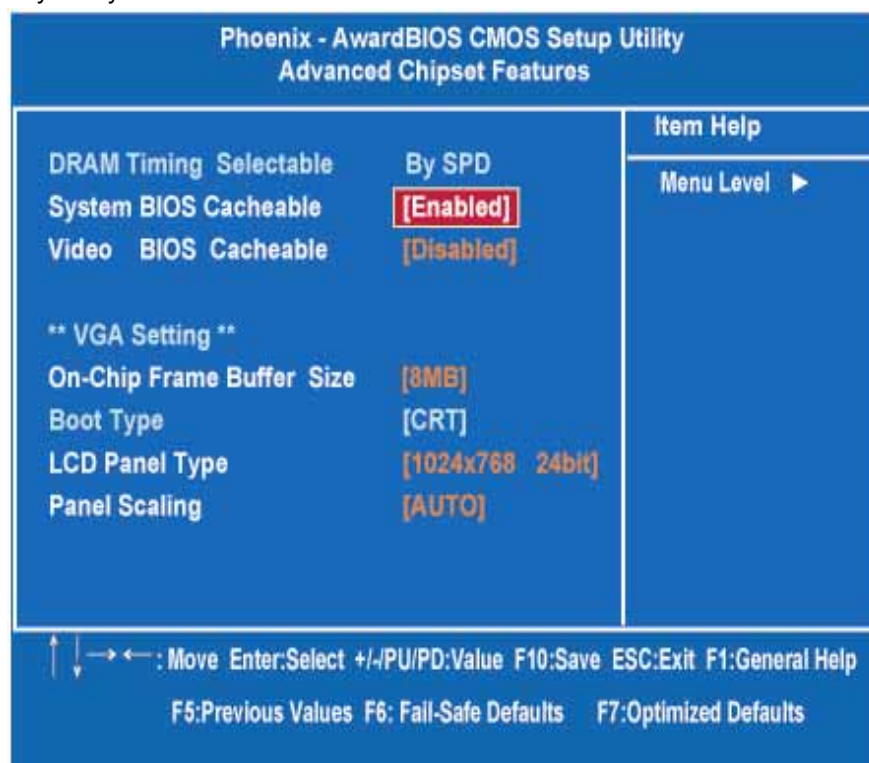 Phoenix - AwardBIOS CMOS Setup Utility
Advanced Chipset Features
Item Help
Menu Level ►
DRAM Timing Selectable By SPD
System BIOS Cacheable [Enabled]
Video BIOS Cacheable [Disabled]
** VGA Setting **
On-Chip Frame Buffer Size [8MB]
Boot Type [CRT]
LCD Panel Type [1024x768 24bit]
Panel Scaling [AUTO]
↑↓→←: Move Enter:Select +/-/PU/PD:Value F10:Save ESC:Exit F1:General Help
F5:Previous Values F6: Fail-Safe Defaults F7:Optimized Defaults